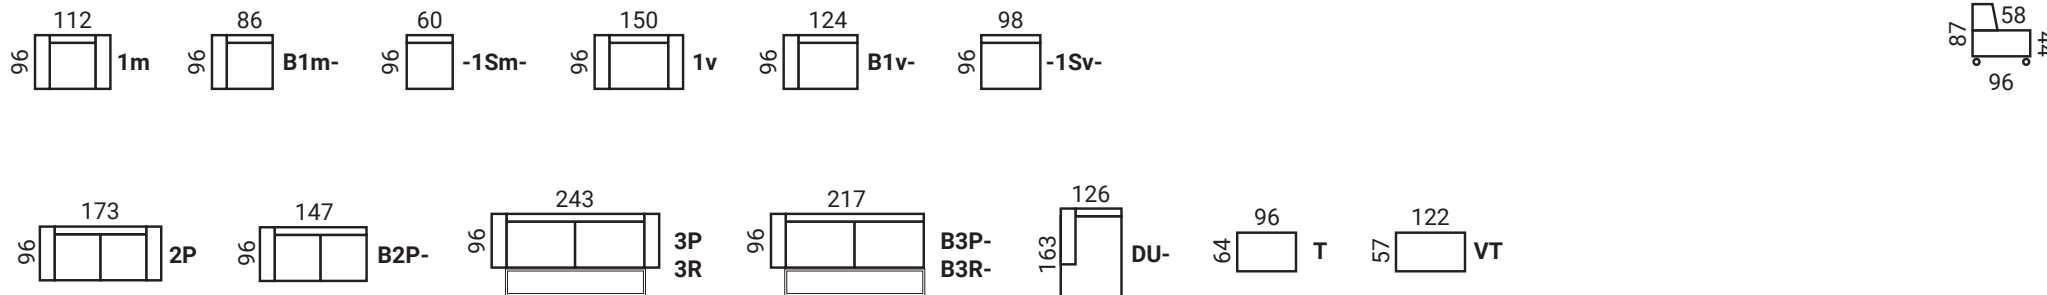 112 86 60 150 124 98
96 1m 96 B1m- 96 -1Sm- 96 1v 96 B1v- 96 -1Sv-
87 58 44
96
173 147 243 217 126 96 122
96 2P 96 B2P- 96 3P 96 B3P- 163 DU- 64 T 57 VT
3R B3R-